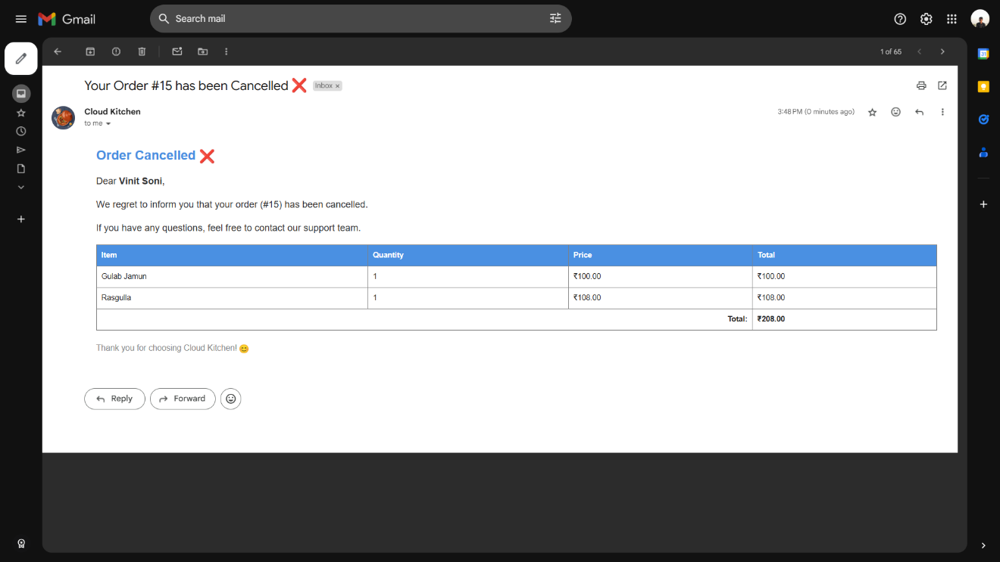 Gmail
Search mail
1 of 65
Your Order #15 has been Cancelled ❌ Inbox ×
Cloud Kitchen
3:48 PM (0 minutes ago)
to me
Order Cancelled ❌
Dear Vinit Soni,
We regret to inform you that your order (#15) has been cancelled.
If you have any questions, feel free to contact our support team.
Item Quantity Price Total
Gulab Jamun 1 ₹100.00 ₹100.00
Rasgulla 1 ₹108.00 ₹108.00
Total: ₹208.00
Thank you for choosing Cloud Kitchen! 😊
Reply Forward
31